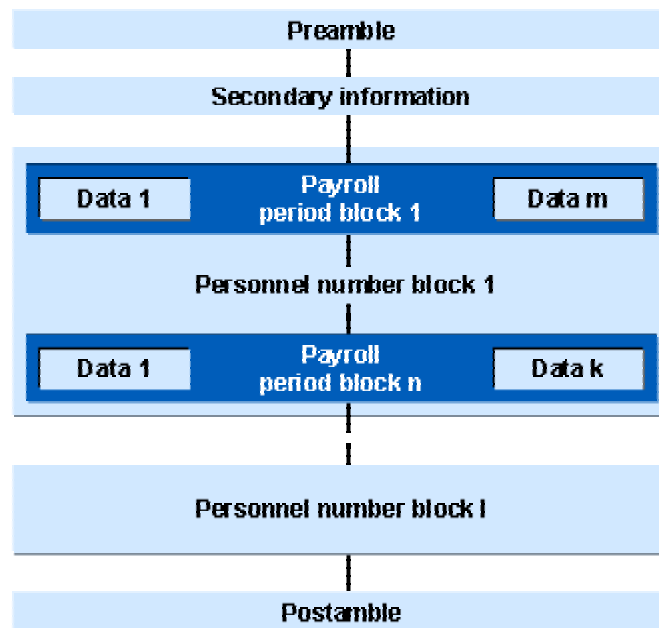 Preamble
Secondary information
Data 1
Payroll
period block 1
Data m
Personnel number block 1
Data 1
Payroll
period block n
Data k
Personnel number block l
Postamble